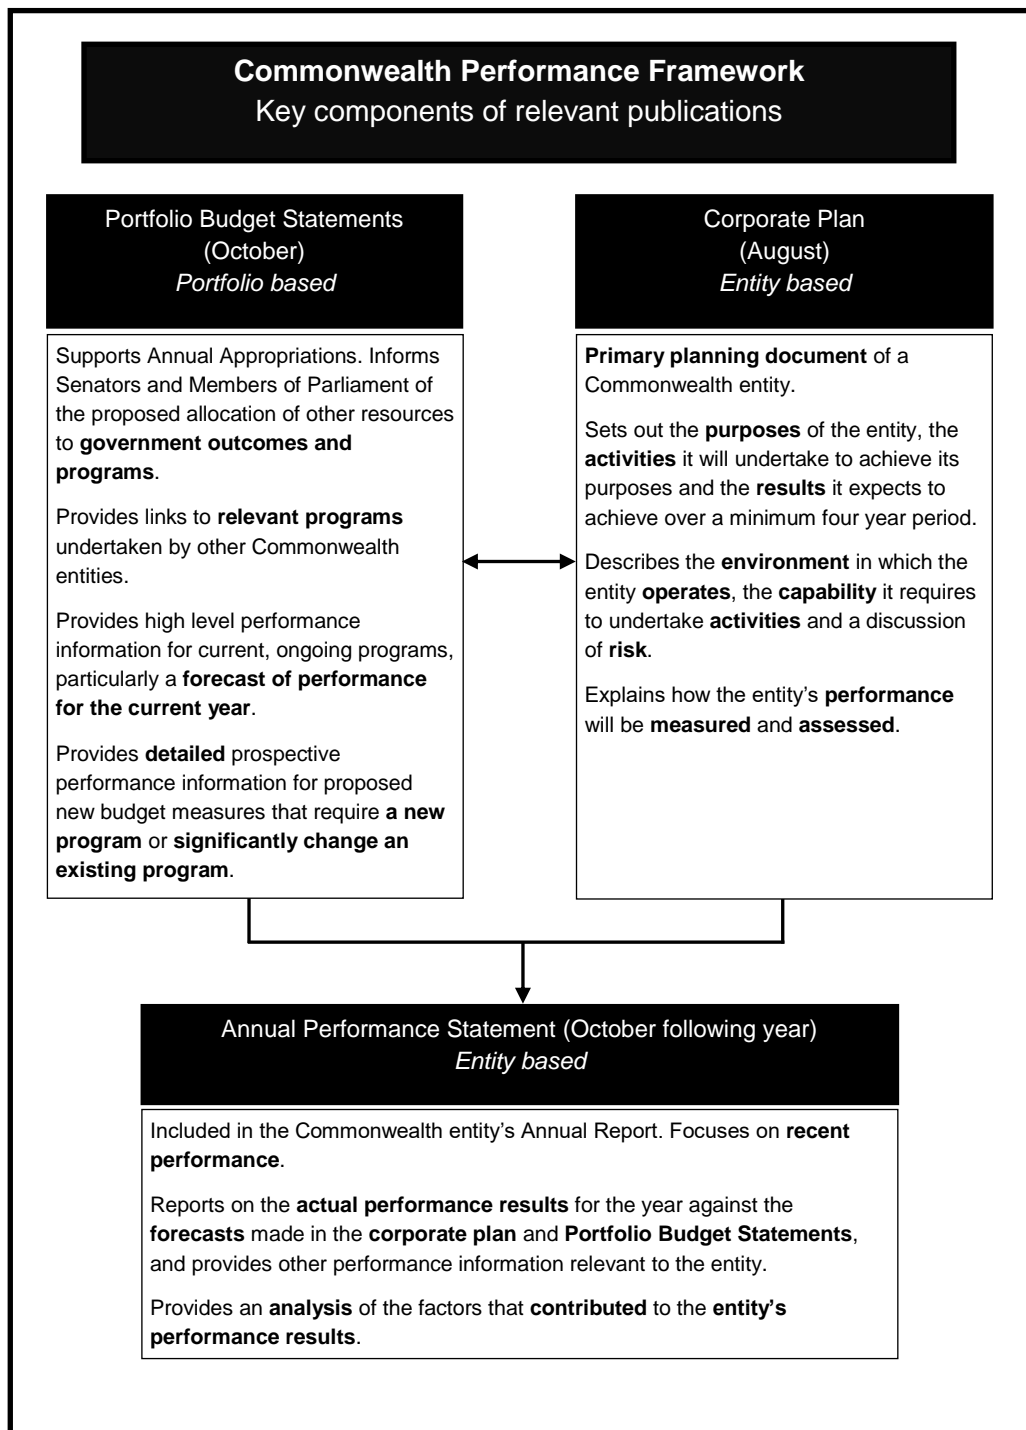 Commonwealth Performance Framework
Key components of relevant publications
Portfolio Budget Statements
(October)
Portfolio based
Supports Annual Appropriations. Informs
Senators and Members of Parliament of
the proposed allocation of other resources
to government outcomes and
programs.
Provides links to relevant programs
undertaken by other Commonwealth
entities.
Provides high level performance
information for current, ongoing programs,
particularly a forecast of performance
for the current year.
Provides detailed prospective
performance information for proposed
new budget measures that require a new
program or significantly change an
existing program.
Corporate Plan
(August)
Entity based
Primary planning document of a
Commonwealth entity.
Sets out the purposes of the entity, the
activities it will undertake to achieve its
purposes and the results it expects to
achieve over a minimum four year period.
Describes the environment in which the
entity operates, the capability it requires
to undertake activities and a discussion
of risk.
Explains how the entity’s performance
will be measured and assessed.
Annual Performance Statement (October following year)
Entity based
Included in the Commonwealth entity’s Annual Report. Focuses on recent
performance.
Reports on the actual performance results for the year against the
forecasts made in the corporate plan and Portfolio Budget Statements,
and provides other performance information relevant to the entity.
Provides an analysis of the factors that contributed to the entity’s
performance results.